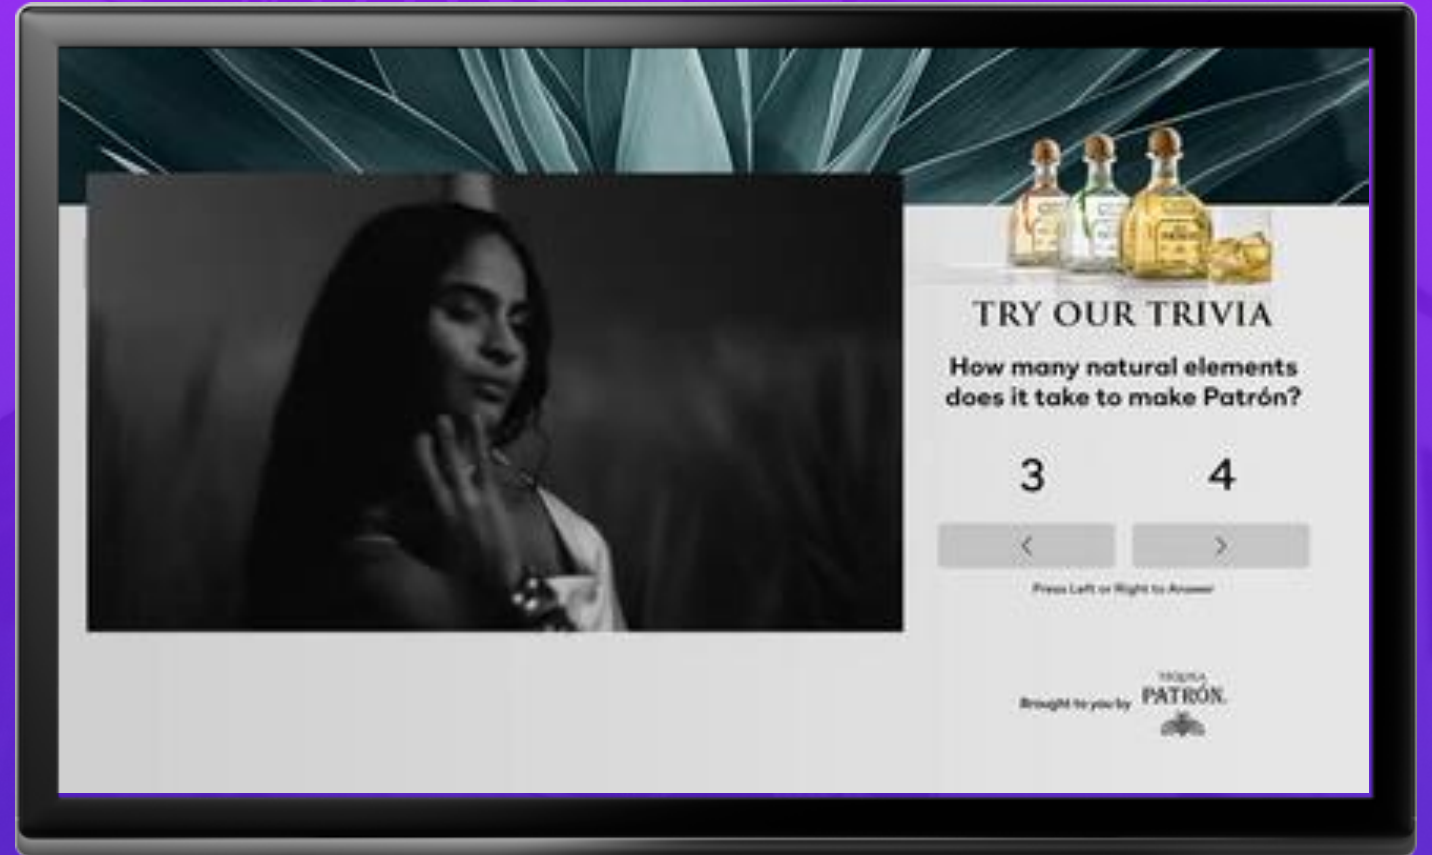 TRY OUR TRIVIA
How many natural elements
does it take to make Patrón?
3 4
Press Left or Right to Answer
Brought to you by
TEQUILA
PATRÓN